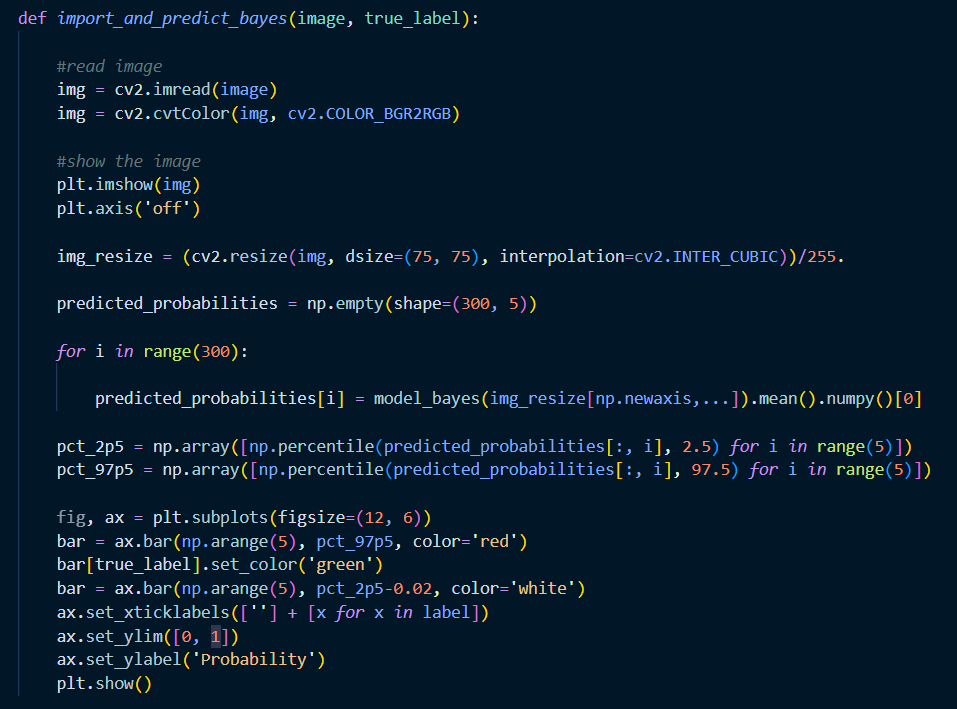 def import_and_predict_bayes(image, true_label):
#read image
img = cv2.imread(image)
img = cv2.cvtColor(img, cv2.COLOR_BGR2RGB)
#show the image
plt.imshow(img)
plt.axis('off')
img_resize = (cv2.resize(img, dsize=(75, 75), interpolation=cv2.INTER_CUBIC))/255.
predicted_probabilities = np.empty(shape=(300, 5))
for i in range(300):
predicted_probabilities[i] = model_bayes(img_resize[np.newaxis,...]).mean().numpy()[0]
pct_2p5 = np.array([np.percentile(predicted_probabilities[:, i], 2.5) for i in range(5)])
pct_97p5 = np.array([np.percentile(predicted_probabilities[:, i], 97.5) for i in range(5)])
fig, ax = plt.subplots(figsize=(12, 6))
bar = ax.bar(np.arange(5), pct_97p5, color='red')
bar[true_label].set_color('green')
bar = ax.bar(np.arange(5), pct_2p5-0.02, color='white')
ax.set_xticklabels([''] + [x for x in label])
ax.set_ylim([0, 1])
ax.set_ylabel('Probability')
plt.show()